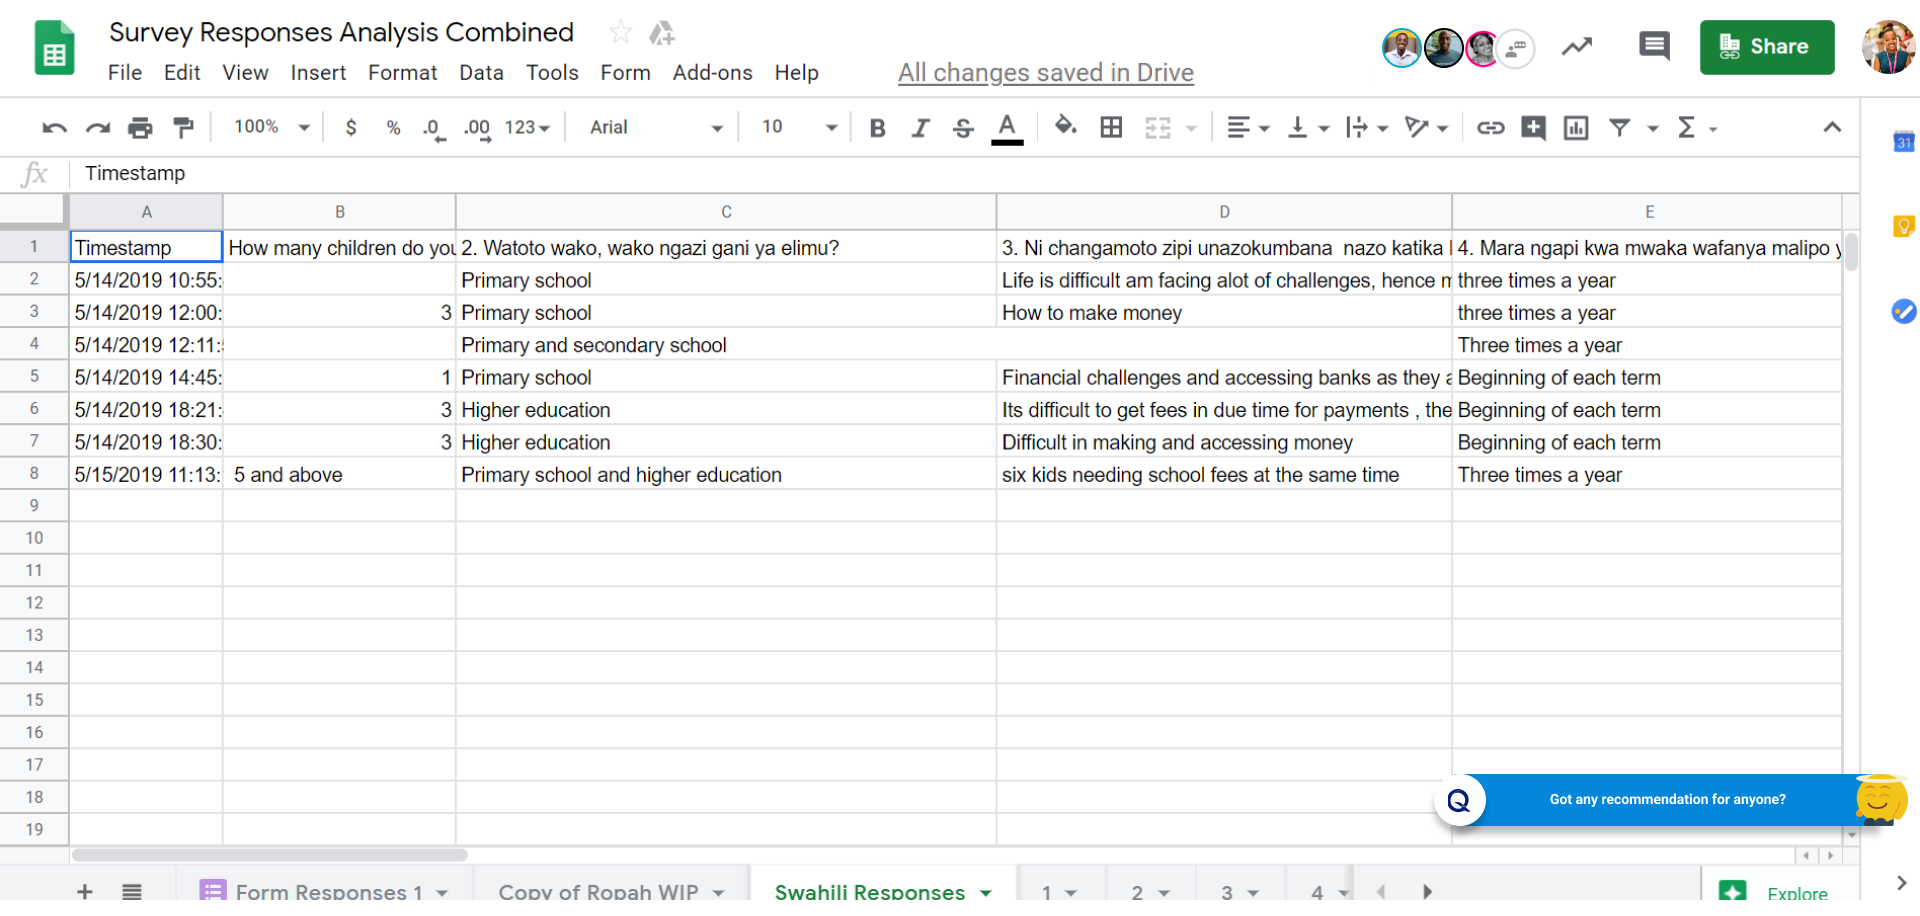 Survey Responses Analysis Combined
File Edit View Insert Format Data Tools Form Add-ons Help All changes saved in Drive
Share
100% $ % .0 .00 123 Arial 10 B I S A Σ
31
fx Timestamp
A B C D E
1 Timestamp How many children do you 2. Watoto wako, wako ngazi gani ya elimu? 3. Ni changamoto zipi unazokumbana nazo katika 4. Mara ngapi kwa mwaka wafanya malipo y
2 5/14/2019 10:55: Primary school Life is difficult am facing alot of challenges, hence m three times a year
3 5/14/2019 12:00: 3 Primary school How to make money three times a year
4 5/14/2019 12:11: Primary and secondary school Three times a year
5 5/14/2019 14:45: 1 Primary school Financial challenges and accessing banks as they a Beginning of each term
6 5/14/2019 18:21: 3 Higher education Its difficult to get fees in due time for payments , the Beginning of each term
7 5/14/2019 18:30: 3 Higher education Difficult in making and accessing money Beginning of each term
8 5/15/2019 11:13: 5 and above Primary school and higher education six kids needing school fees at the same time Three times a year
9
10
11
12
13
14
15
16
17
18
Q Got any recommendation for anyone?
19
+ Form Responses 1 Copy of Ropah WIP Swahili Responses 1 2 3 4 Explore